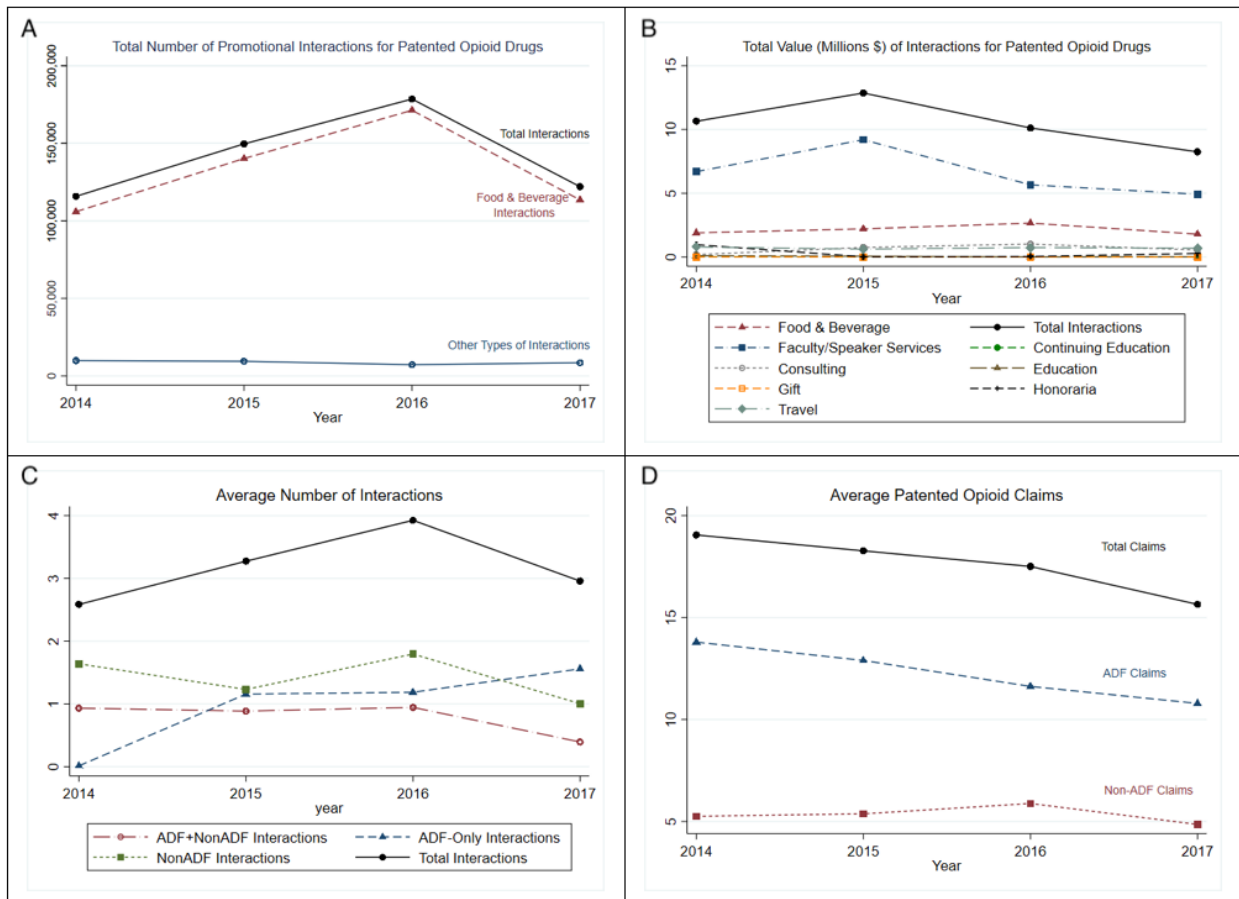 A
Total Number of Promotional Interactions for Patented Opioid Drugs
200,000
150,000
100,000
50,000
0
Total Interactions
Food & Beverage
Interactions
Other Types of Interactions
2014
2015
2016
2017
Year
B
Total Value (Millions $) of Interactions for Patented Opioid Drugs
15
10
5
0
2014
2015
2016
2017
Year
Food & Beverage
Total Interactions
Faculty/Speaker Services
Continuing Education
Consulting
Education
Gift
Honoraria
Travel
C
Average Number of Interactions
4
3
2
1
0
2014
2015
2016
2017
year
ADF+NonADF Interactions
ADF-Only Interactions
NonADF Interactions
Total Interactions
D
Average Patented Opioid Claims
20
15
10
5
Total Claims
ADF Claims
Non-ADF Claims
2014
2015
2016
2017
Year